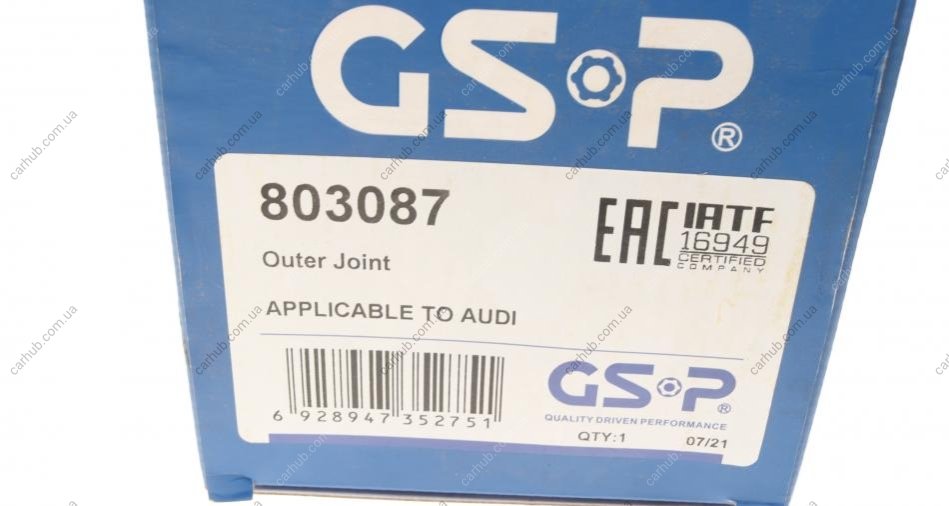 GSP®
803087
Outer Joint
APPLICABLE TO AUDI
EAC
IATF
16949
CERTIFIED
COMPANY
6 928947 352751
GSP®
QUALITY DRIVEN PERFORMANCE
QTY:1
07/21
carhub.com.ua